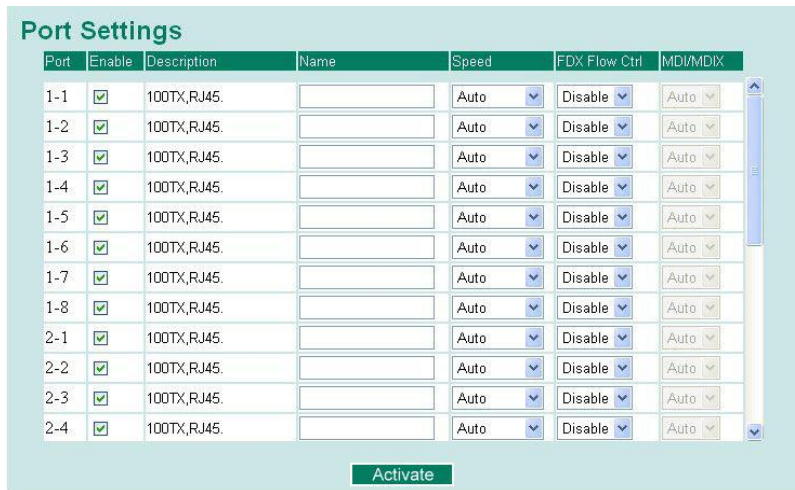 Port Settings
Port Enable Description Name Speed FDX Flow Ctrl MDI/MDIX
1-1 100TX,RJ45. Auto Disable Auto
1-2 100TX,RJ45. Auto Disable Auto
1-3 100TX,RJ45. Auto Disable Auto
1-4 100TX,RJ45. Auto Disable Auto
1-5 100TX,RJ45. Auto Disable Auto
1-6 100TX,RJ45. Auto Disable Auto
1-7 100TX,RJ45. Auto Disable Auto
1-8 100TX,RJ45. Auto Disable Auto
2-1 100TX,RJ45. Auto Disable Auto
2-2 100TX,RJ45. Auto Disable Auto
2-3 100TX,RJ45. Auto Disable Auto
2-4 100TX,RJ45. Auto Disable Auto
Activate